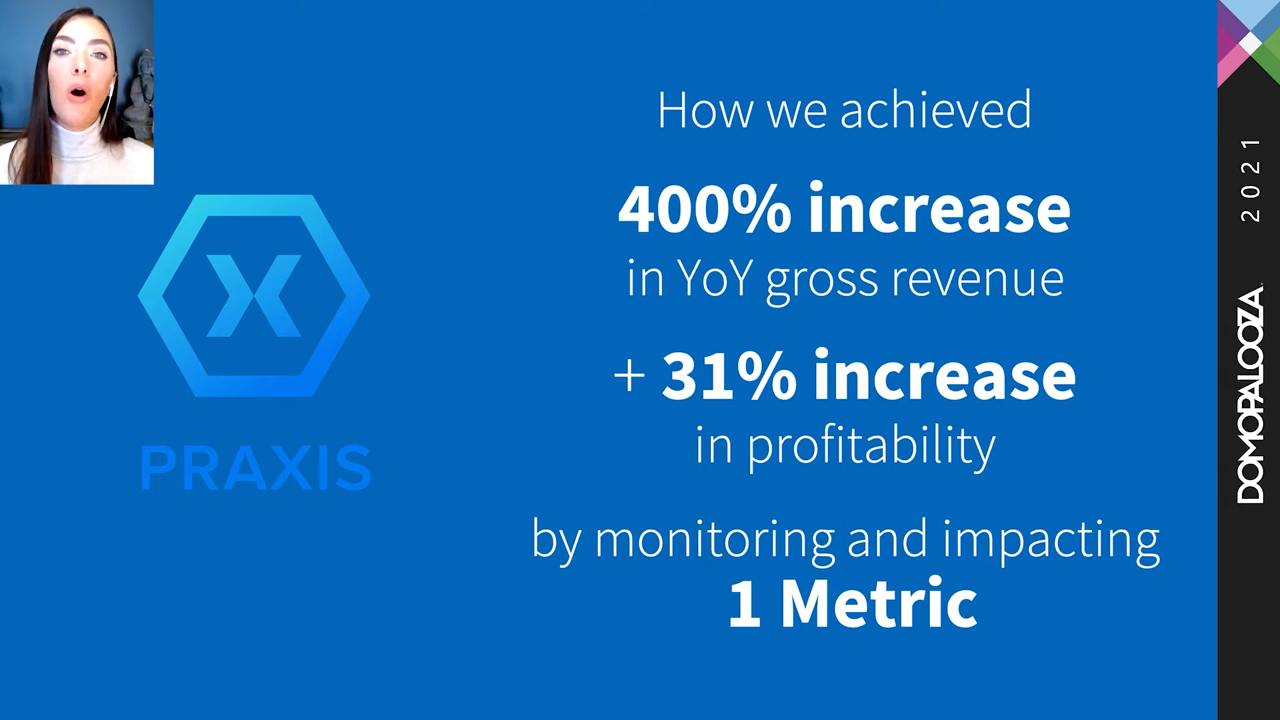 How we achieved
400% increase
in YoY gross revenue
+ 31% increase
in profitability
by monitoring and impacting
1 Metric
X
PRAXIS
DOMOPALOOZA 2021